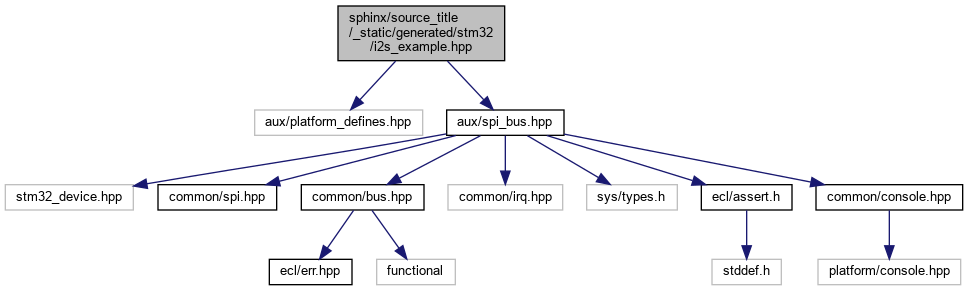 sphinx/source_title
/_static/generated/stm32
/i2s_example.hpp
aux/platform_defines.hpp
aux/spi_bus.hpp
stm32_device.hpp
common/spi.hpp
common/bus.hpp
common/irq.hpp
sys/types.h
ecl/assert.h
common/console.hpp
ecl/err.hpp
functional
stddef.h
platform/console.hpp